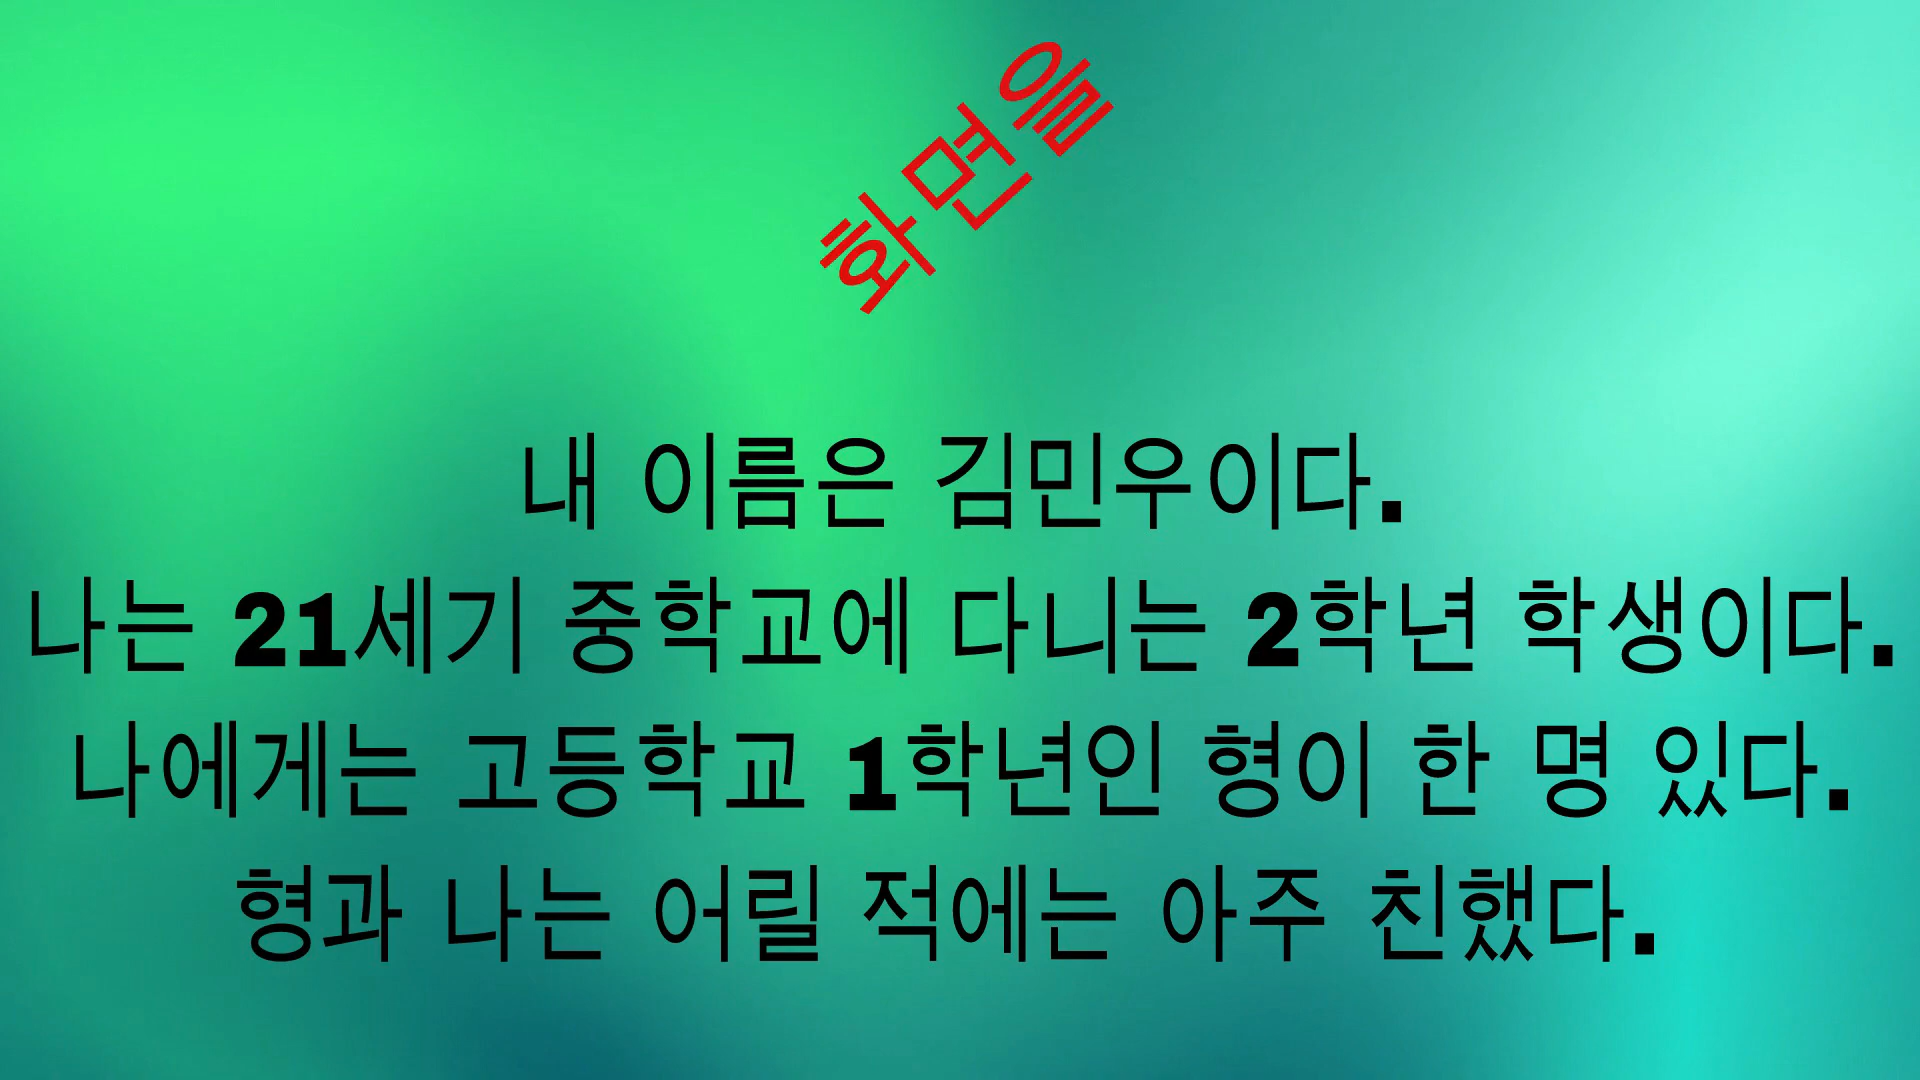 화면을
내 이름은 김민우이다.
나는 21세기 중학교에 다니는 2학년 학생이다.
나에게는 고등학교 1학년인 형이 한 명 있다.
형과 나는 어릴 적에는 아주 친했다.